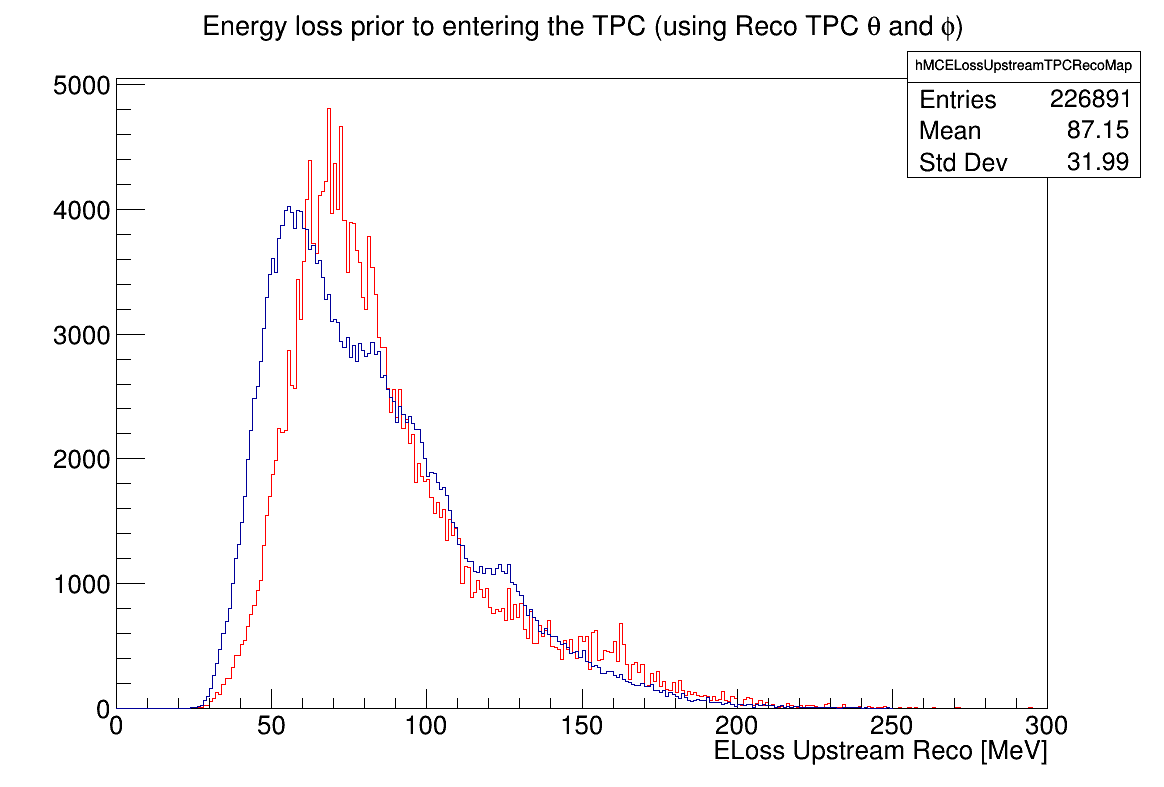 Energy loss prior to entering the TPC (using Reco TPC θ and ϕ)
hMCELossUpstreamTPCRecoMap
Entries 226891
Mean 87.15
Std Dev 31.99
5000
4000
3000
2000
1000
0
0 50 100 150 200 250 300
ELoss Upstream Reco [MeV]